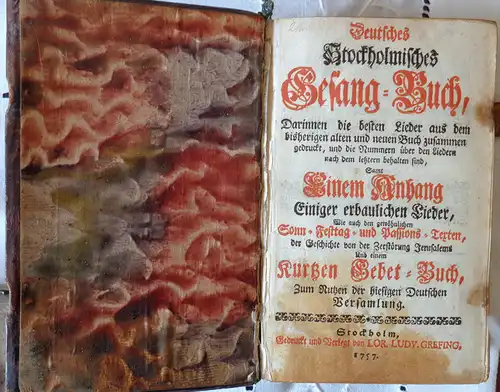 Deutsches
Stockholmisches
Gesang-Buch,
Darinnen die besten Lieder aus dem
bisherigen alten und neuen Buch zusammen
gedruckt, und die Nummern über den Liedern
nach dem letztern behalten sind,
Samt
Einem Anhang
Einiger erbaulichen Lieder,
Wie auch den gewöhnlichen
Sonn- Festtag- und Passions-Texten,
der Geschichte von der Zerstörung Jerusalems
Und einem
Kurtzen Gebet-Buch,
Zum Nutzen der hiesigen Deutschen
Versamlung.
Stockholm,
Gedruckt und Verlegt von LOR. LUDV. GREFING,
1757.